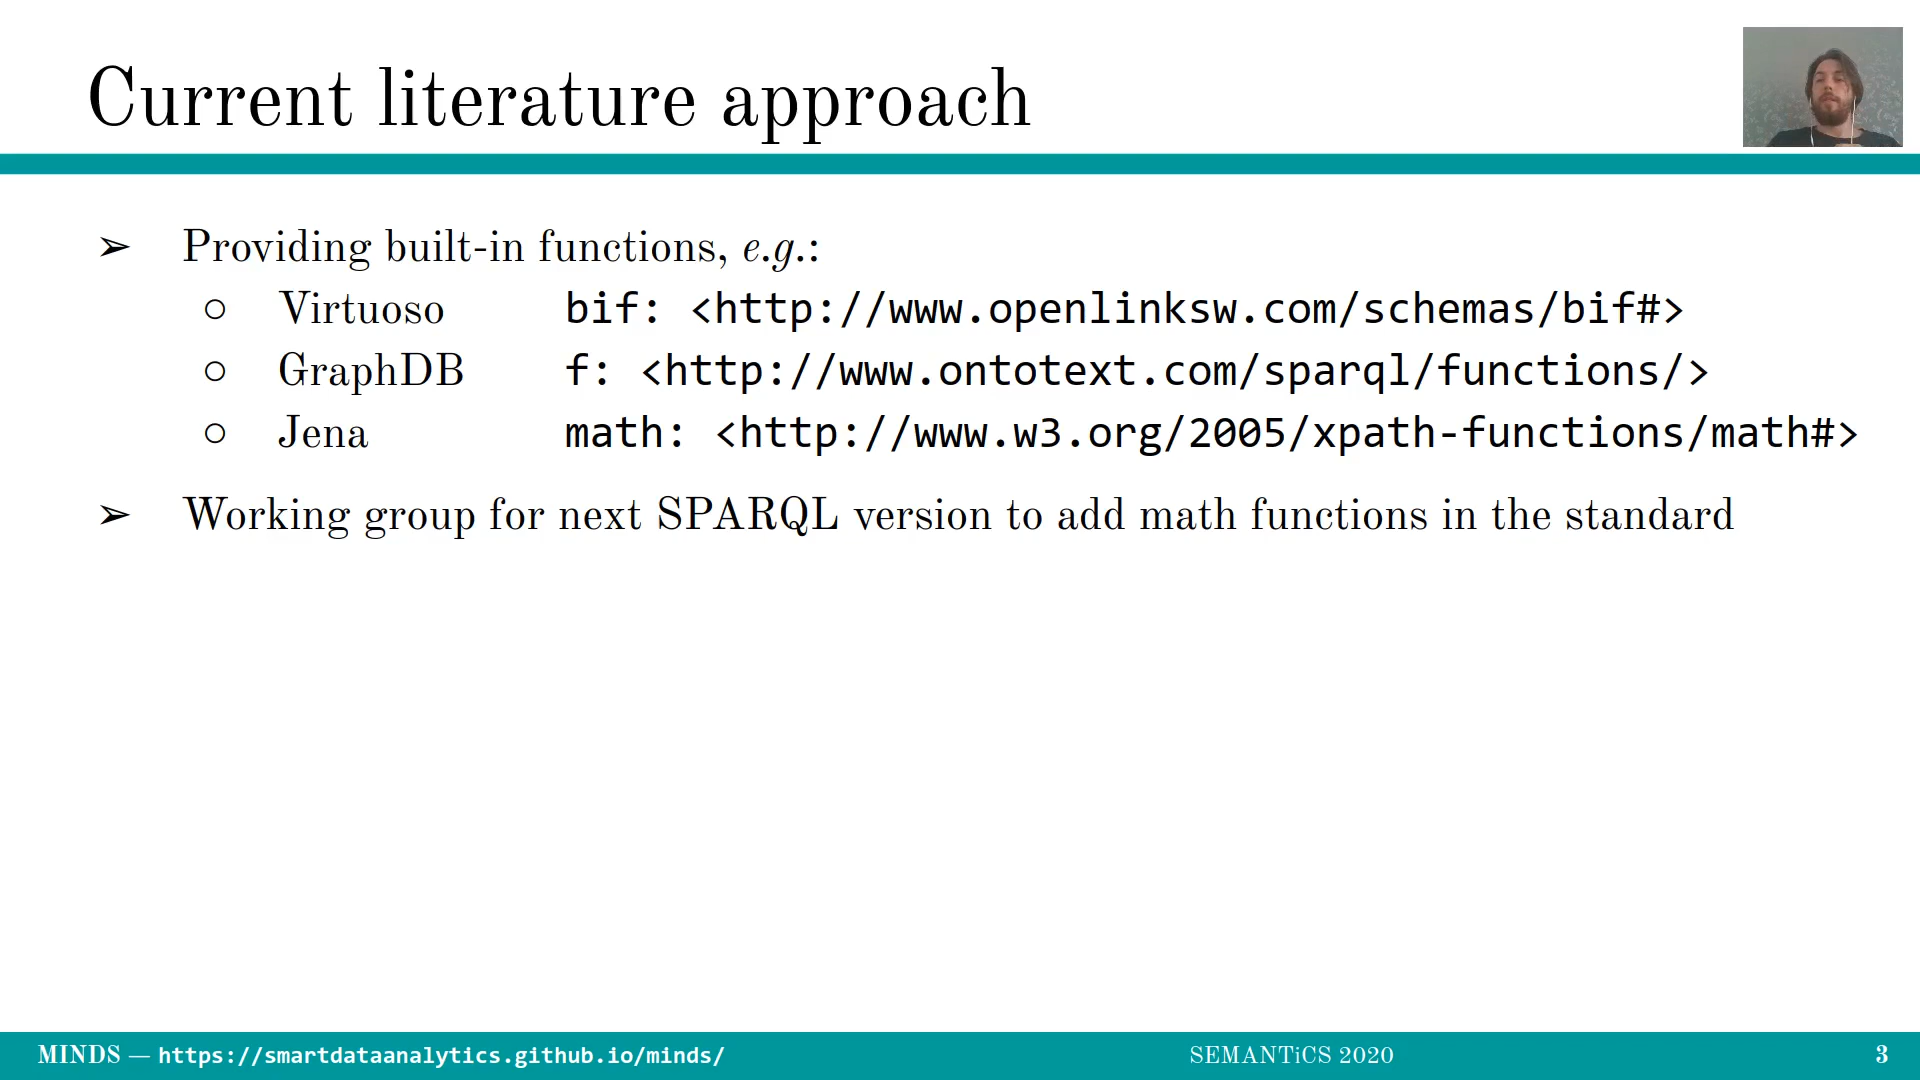 Current literature approach
➢ Providing built-in functions, e.g.:
○ Virtuoso bif: <http://www.openlinksw.com/schemas/bif#>
○ GraphDB f: <http://www.ontotext.com/sparql/functions/>
○ Jena math: <http://www.w3.org/2005/xpath-functions/math#>
➢ Working group for next SPARQL version to add math functions in the standard
MINDS — https://smartdataanalytics.github.io/minds/ SEMANTiCS 2020 3